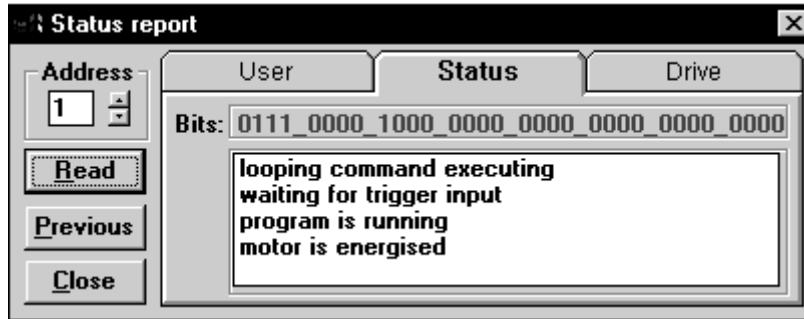 Status report
Address
1
Read
Previous
Close
User Status Drive
Bits: 0111_0000_1000_0000_0000_0000_0000_0000
looping command executing
waiting for trigger input
program is running
motor is energised